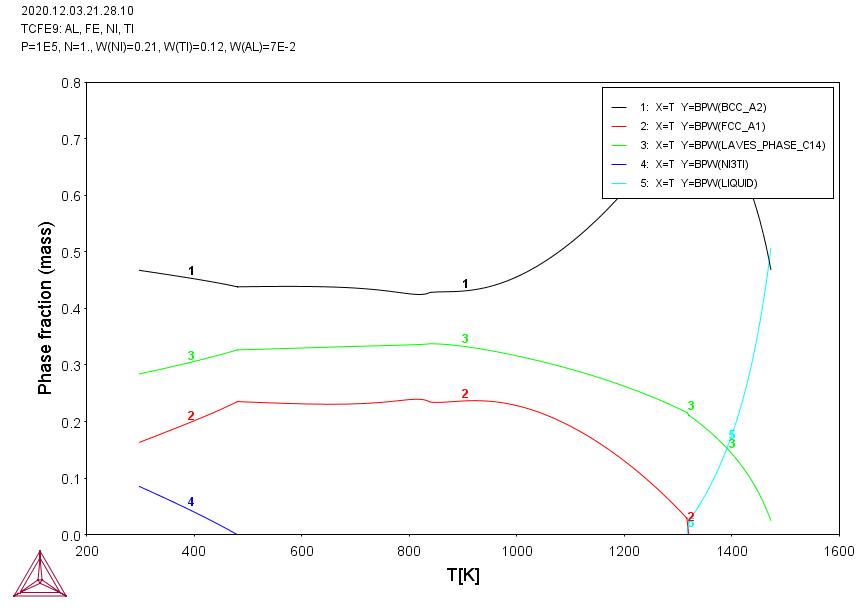 2020.12.03.21.28.10
TCFE9: AL, FE, NI, TI
P=1E5, N=1., W(NI)=0.21, W(TI)=0.12, W(AL)=7E-2
1: X=T Y=BPW(BCC_A2)
2: X=T Y=BPW(FCC_A1)
3: X=T Y=BPW(LAVES_PHASE_C14)
4: X=T Y=BPW(NI3TI)
5: X=T Y=BPW(LIQUID)
Phase fraction (mass)
0.8
0.7
0.6
0.5
0.4
0.3
0.2
0.1
0.0
1 1
3 3 3
2 2
5
3
4
2
200 400 600 800 1000 1200 1400 1600
T[K]